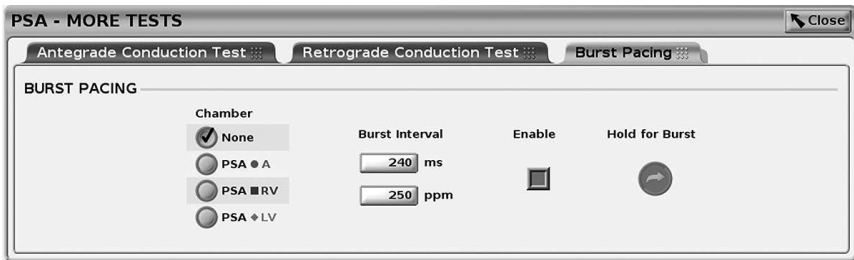 PSA - MORE TESTS
Close
Antegrade Conduction Test
Retrograde Conduction Test
Burst Pacing
BURST PACING
Chamber
None
PSA ● A
PSA ■ RV
PSA ◆ LV
Burst Interval
240 ms
250 ppm
Enable
Hold for Burst